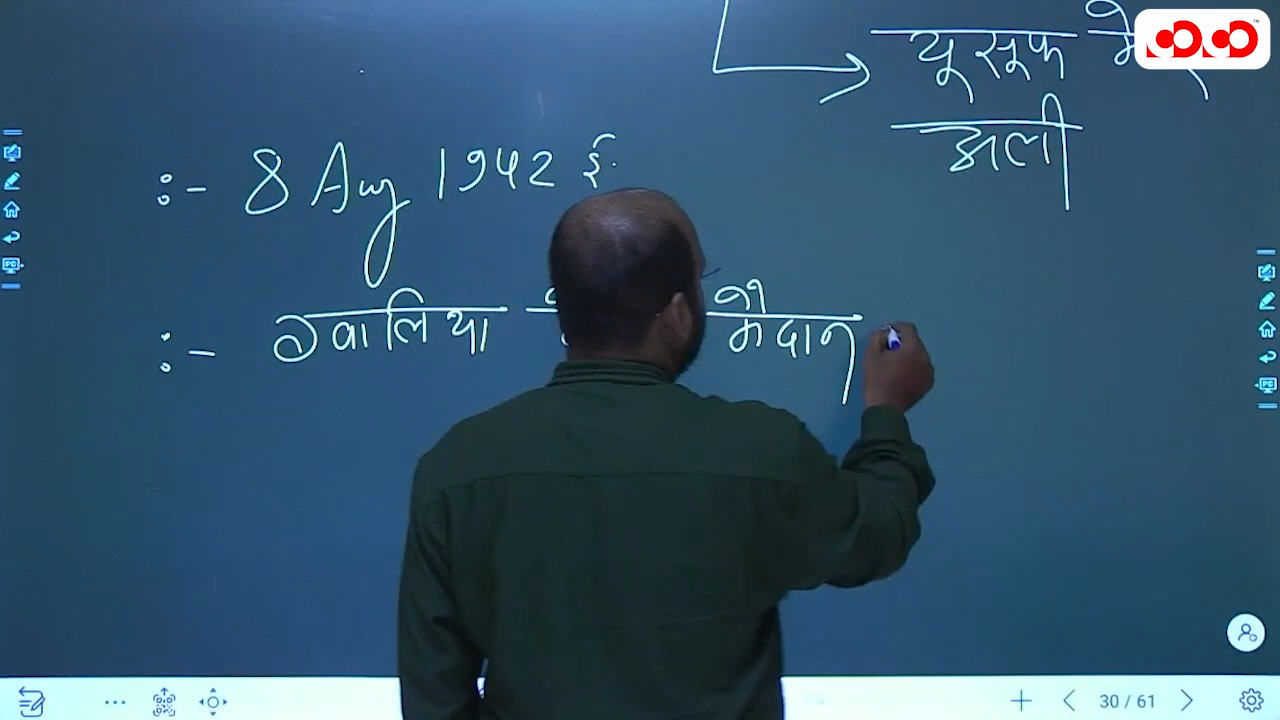 यूसुफ मे
अली
:- 8 Aug 1942 ई.
:- ग्वालिया मैदान
30 / 61